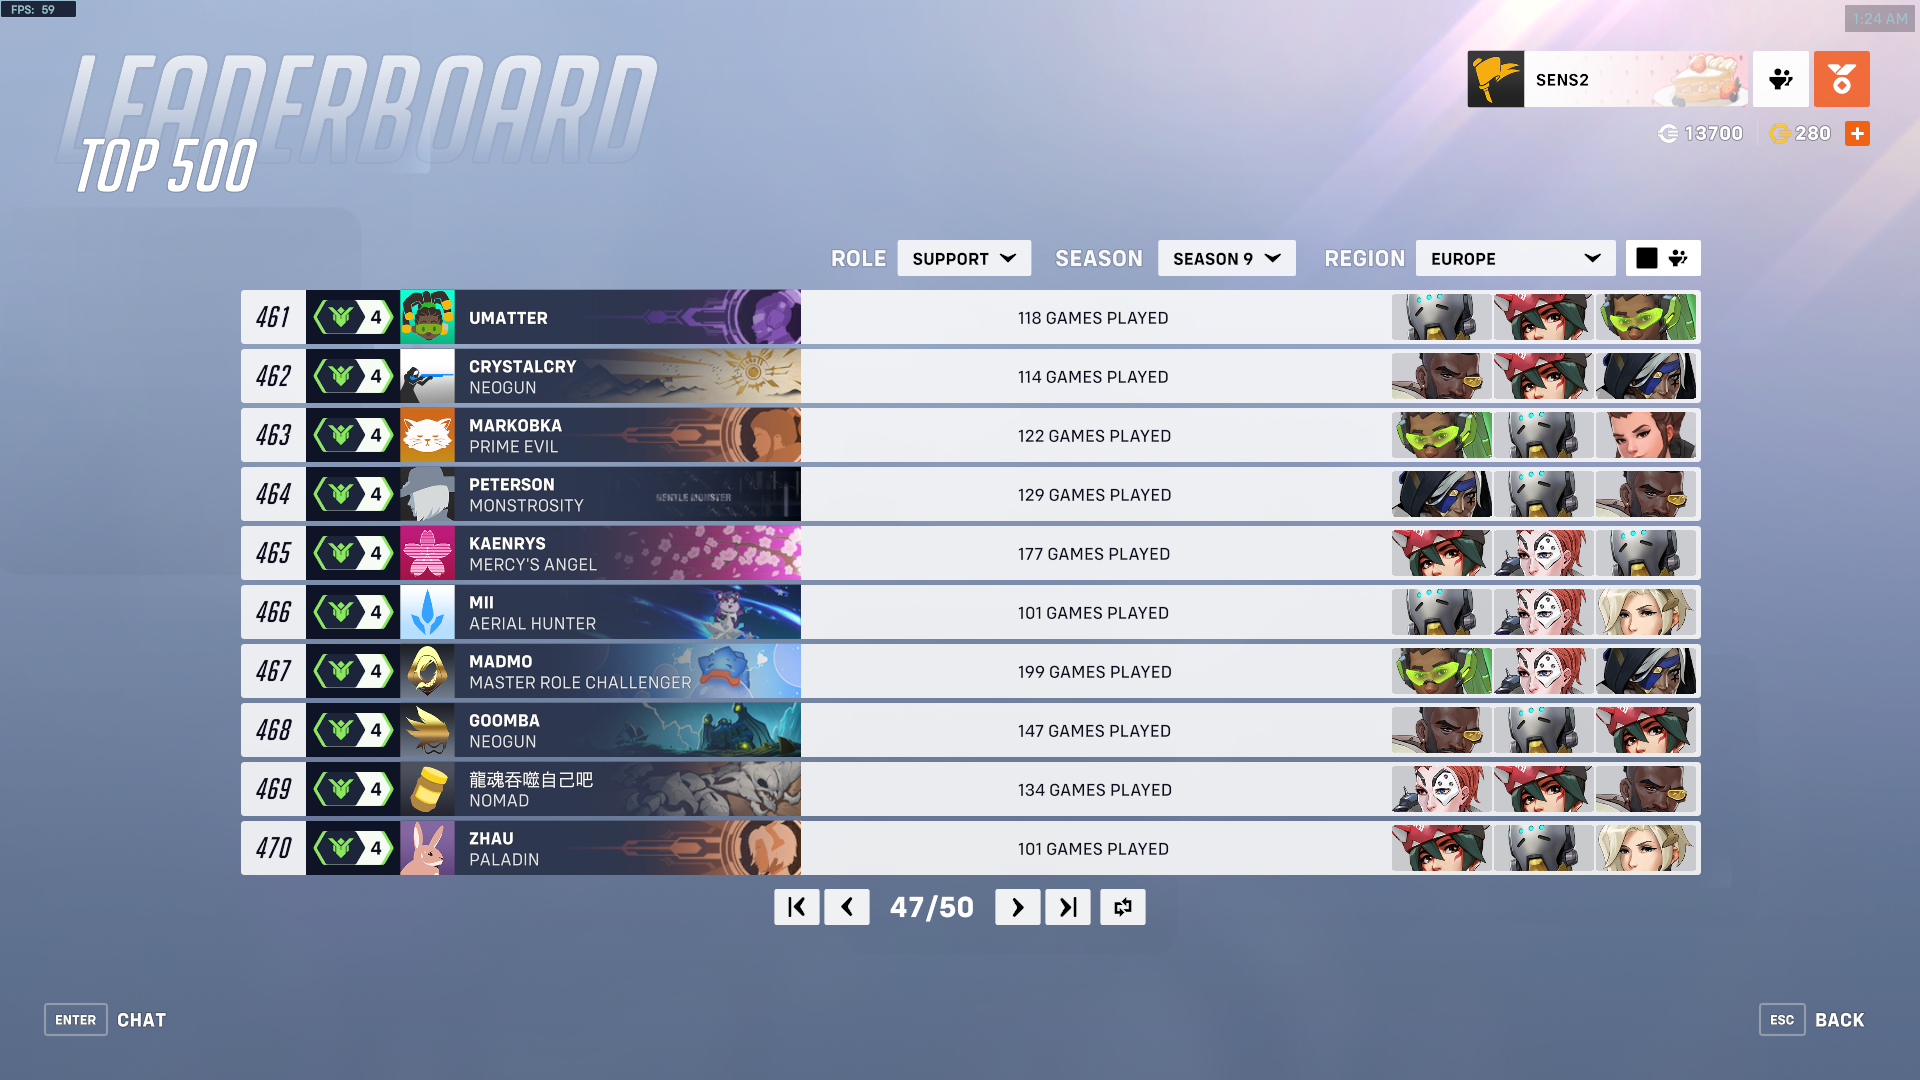 FPS: 59
1:24 AM
LEADERBOARD
TOP 500
SENS2
13700
280
ROLE SUPPORT SEASON SEASON 9 REGION EUROPE
461 4 UMATTER 118 GAMES PLAYED
462 4 CRYSTALCRY 114 GAMES PLAYED
NEOGUN
463 4 MARKOBKA 122 GAMES PLAYED
PRIME EVIL
464 4 PETERSON 129 GAMES PLAYED
MONSTROSITY
GENTLE MONSTER
465 4 KAENRYS 177 GAMES PLAYED
MERCY'S ANGEL
466 4 MII 101 GAMES PLAYED
AERIAL HUNTER
467 4 MADMO 199 GAMES PLAYED
MASTER ROLE CHALLENGER
468 4 GOOMBA 147 GAMES PLAYED
NEOGUN
469 4 龍魂吞噬自己吧 134 GAMES PLAYED
NOMAD
470 4 ZHAU 101 GAMES PLAYED
PALADIN
47/50
ENTER CHAT
ESC BACK